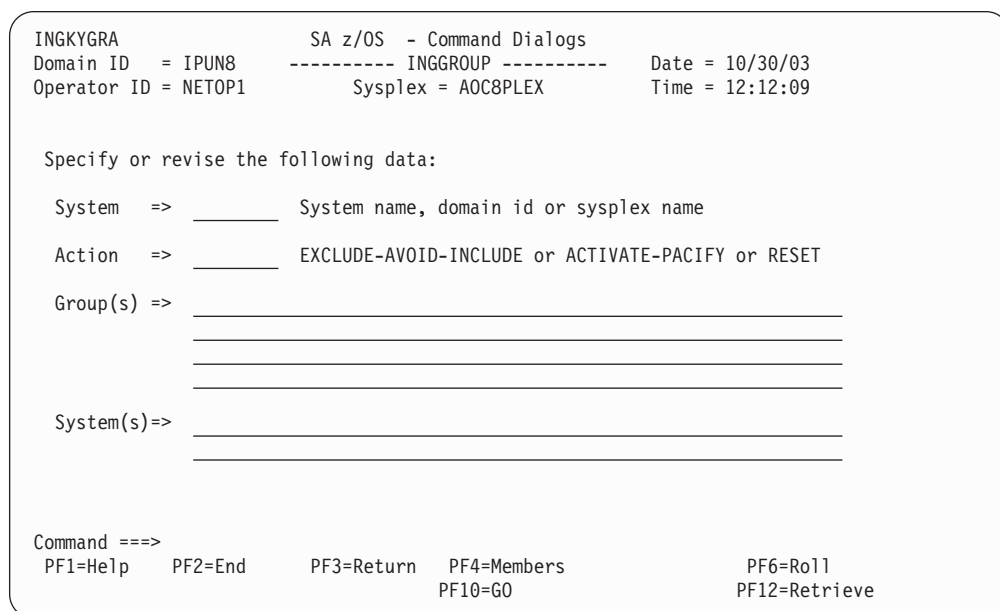 INGKYGRA SA z/OS - Command Dialogs
Domain ID = IPUN8 ---------- INGGROUP ---------- Date = 10/30/03
Operator ID = NETOP1 Sysplex = AOC8PLEX Time = 12:12:09
Specify or revise the following data:
System => System name, domain id or sysplex name
Action => EXCLUDE-AVOID-INCLUDE or ACTIVATE-PACIFY or RESET
Group(s) =>
System(s)=>
Command ===>
PF1=Help PF2=End PF3=Return PF4=Members PF6=Roll
PF10=GO PF12=Retrieve